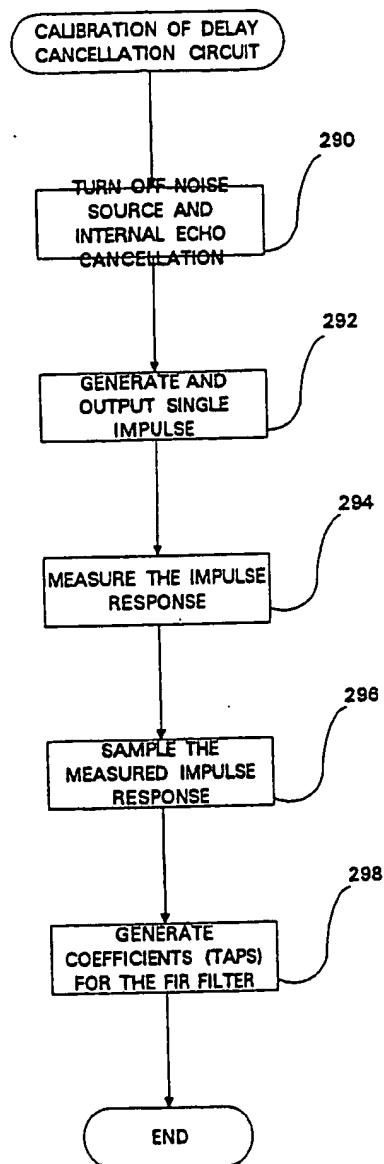 CALIBRATION OF DELAY
CANCELLATION CIRCUIT
290
TURN OFF NOISE
SOURCE AND
INTERNAL ECHO
CANCELLATION
292
GENERATE AND
OUTPUT SINGLE
IMPULSE
294
MEASURE THE IMPULSE
RESPONSE
296
SAMPLE THE
MEASURED IMPULSE
RESPONSE
298
GENERATE
COEFFICIENTS (TAPS)
FOR THE FIR FILTER
END